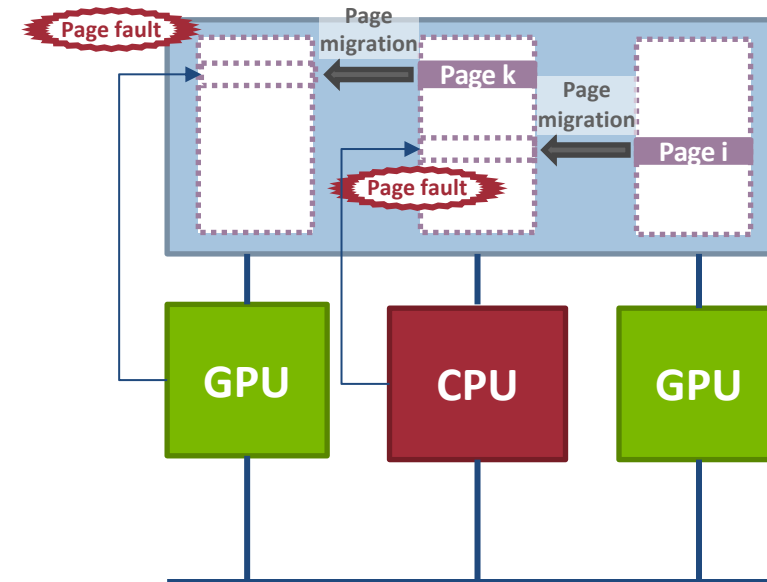 Page fault
Page
migration
Page k
Page
migration
Page i
Page fault
GPU
CPU
GPU